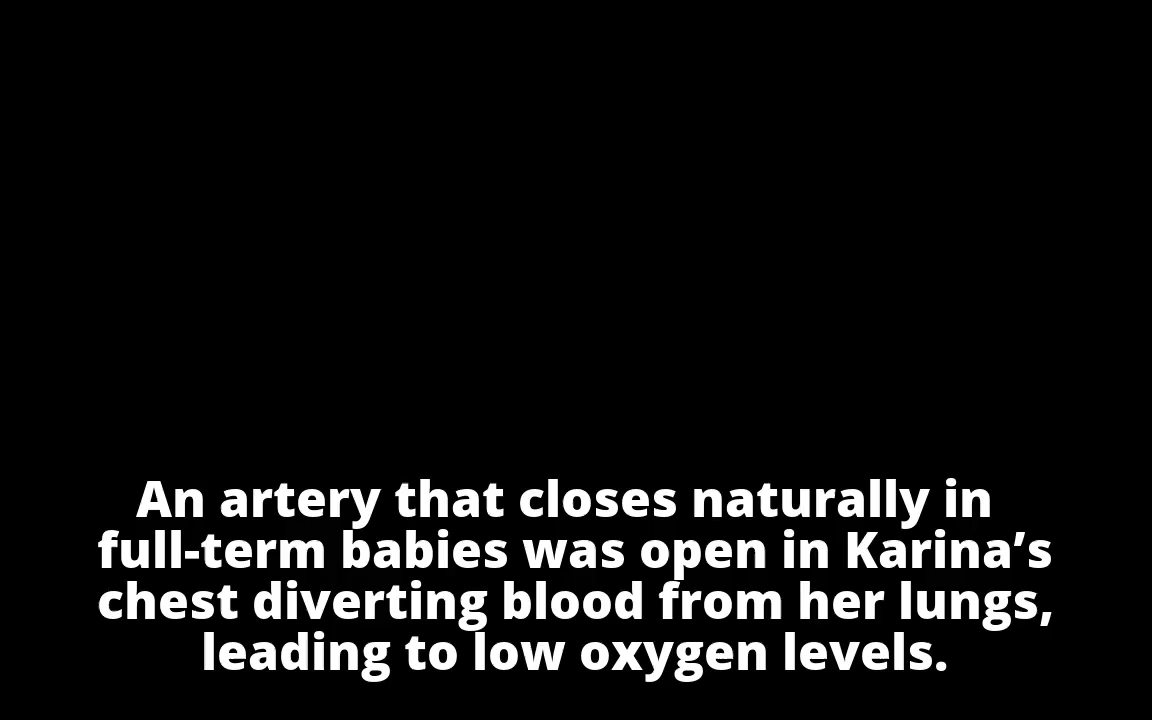 An artery that closes naturally in
full-term babies was open in Karina’s
chest diverting blood from her lungs,
leading to low oxygen levels.